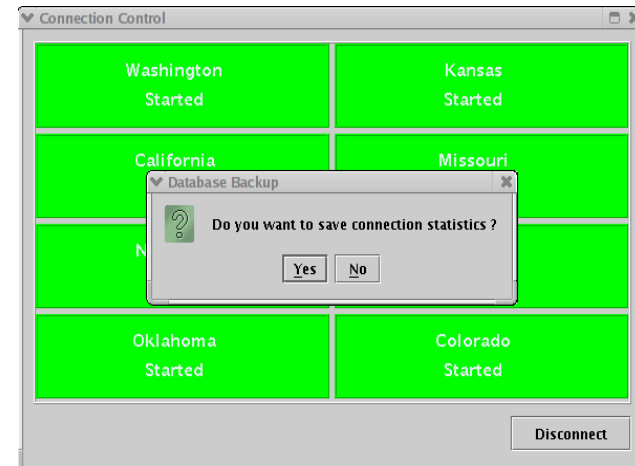 Connection Control
Washington
Started
Kansas
Started
California
Missouri
Database Backup
Do you want to save connection statistics ?
Yes
No
Oklahoma
Started
Colorado
Started
Disconnect